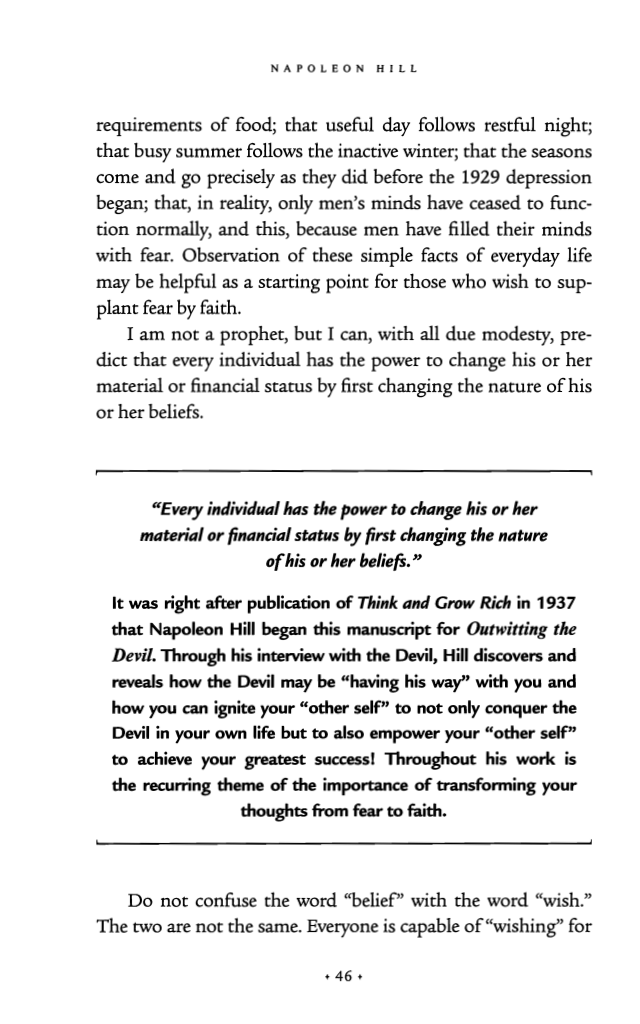 NAPOLEON HILL
requirements of food; that useful day follows restful night;
that busy summer follows the inactive winter; that the seasons
come and go precisely as they did before the 1929 depression
began; that, in reality, only men's minds have ceased to func-
tion normally, and this, because men have filled their minds
with fear. Observation of these simple facts of everyday life
may be helpful as a starting point for those who wish to sup-
plant fear by faith.
I am not a prophet, but I can, with all due modesty, pre-
dict that every individual has the power to change his or her
material or financial status by first changing the nature of his
or her beliefs.
“Every individual has the power to change his or her
material or financial status by first changing the nature
of his or her beliefs.”
It was right after publication of Think and Grow Rich in 1937
that Napoleon Hill began this manuscript for Outwitting the
Devil. Through his interview with the Devil, Hill discovers and
reveals how the Devil may be “having his way” with you and
how you can ignite your “other self” to not only conquer the
Devil in your own life but to also empower your “other self”
to achieve your greatest success! Throughout his work is
the recurring theme of the importance of transforming your
thoughts from fear to faith.
Do not confuse the word “belief” with the word “wish.”
The two are not the same. Everyone is capable of “wishing” for
• 46 •